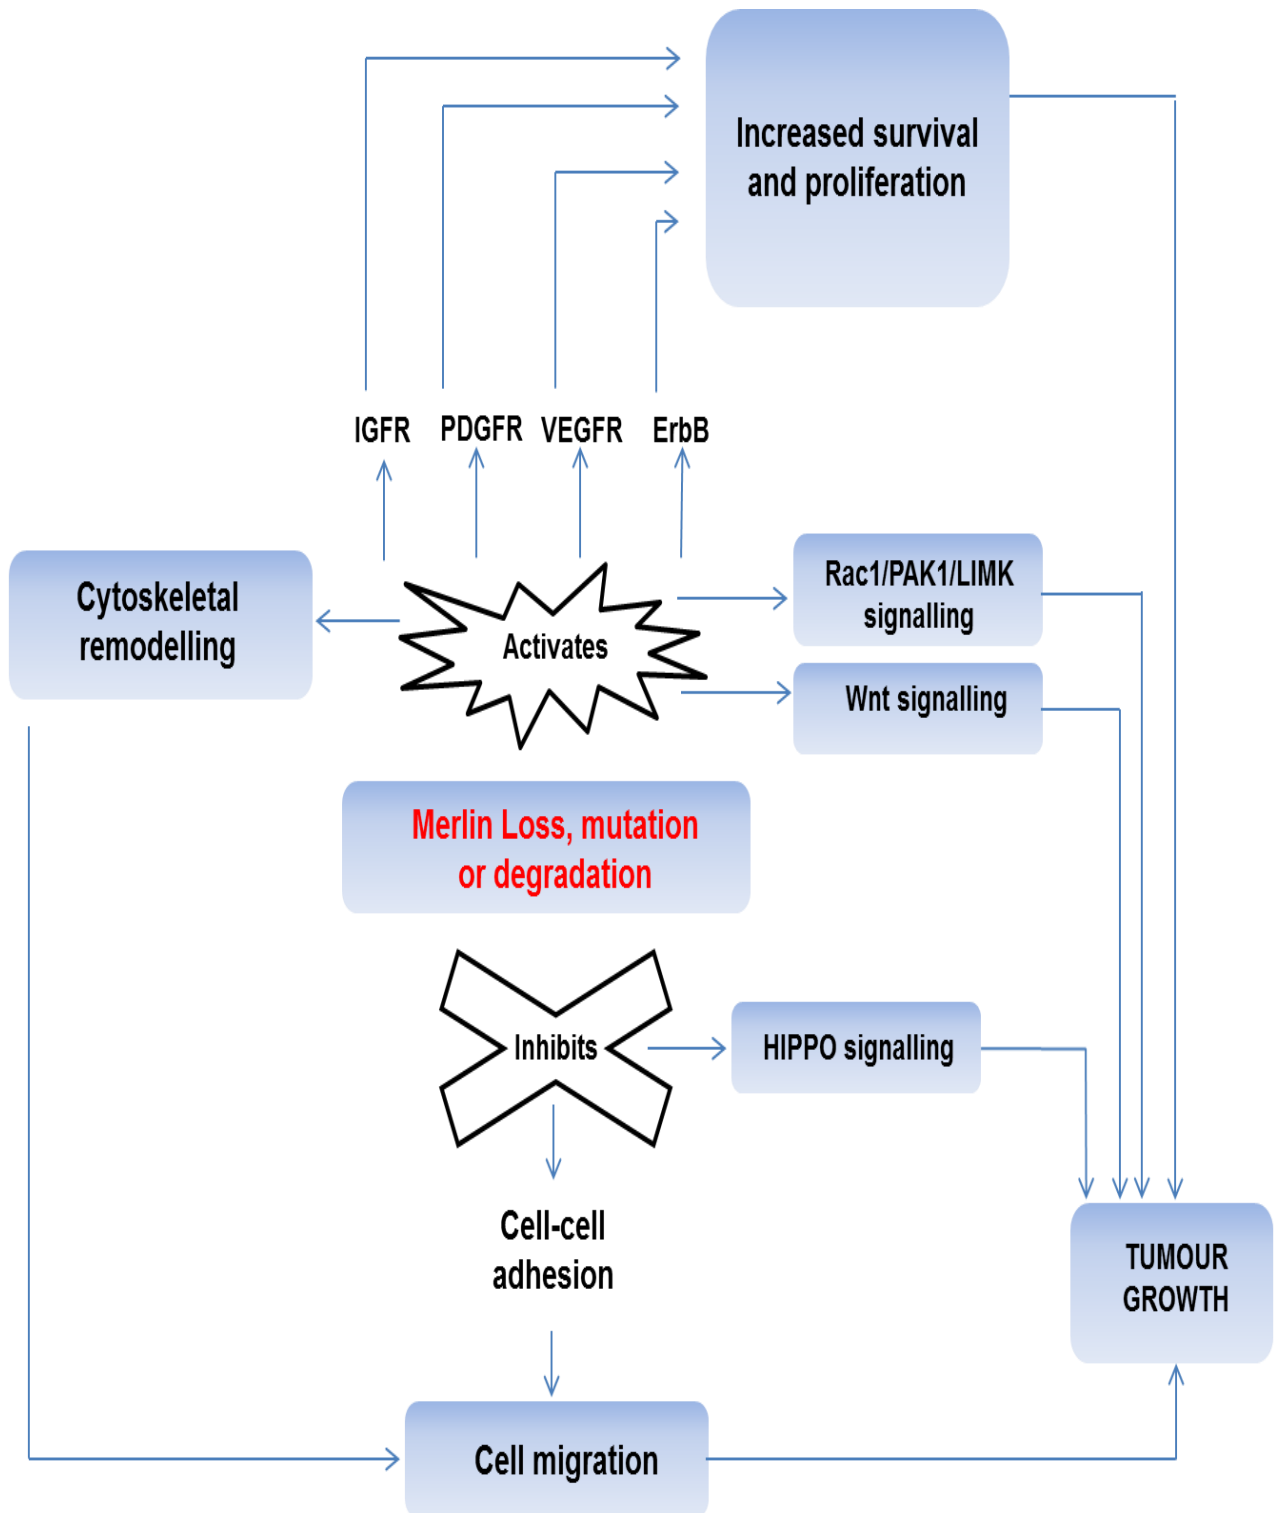 Increased survival
and proliferation
IGFR
PDGFR
VEGFR
ErbB
Cytoskeletal
remodelling
Activates
Rac1/PAK1/LIMK
signalling
Wnt signalling
Merlin Loss, mutation
or degradation
Inhibits
HIPPO signalling
Cell-cell
adhesion
TUMOUR
GROWTH
Cell migration